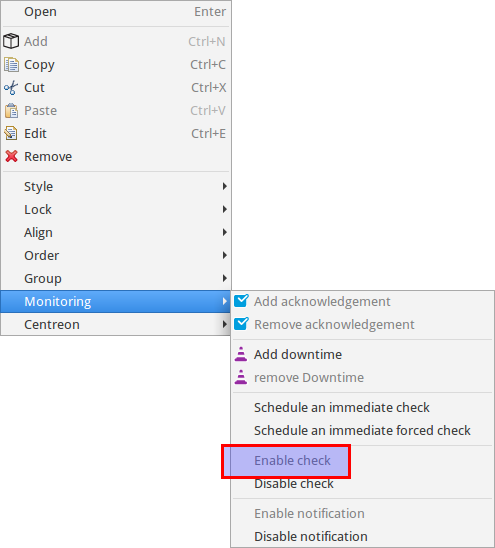 Open Enter
Add Ctrl+N
Copy Ctrl+C
Cut Ctrl+X
Paste Ctrl+V
Edit Ctrl+E
Remove
Style
Lock
Align
Order
Group
Monitoring
Centreon
Add acknowledgement
Remove acknowledgement
Add downtime
remove Downtime
Schedule an immediate check
Schedule an immediate forced check
Enable check
Disable check
Enable notification
Disable notification